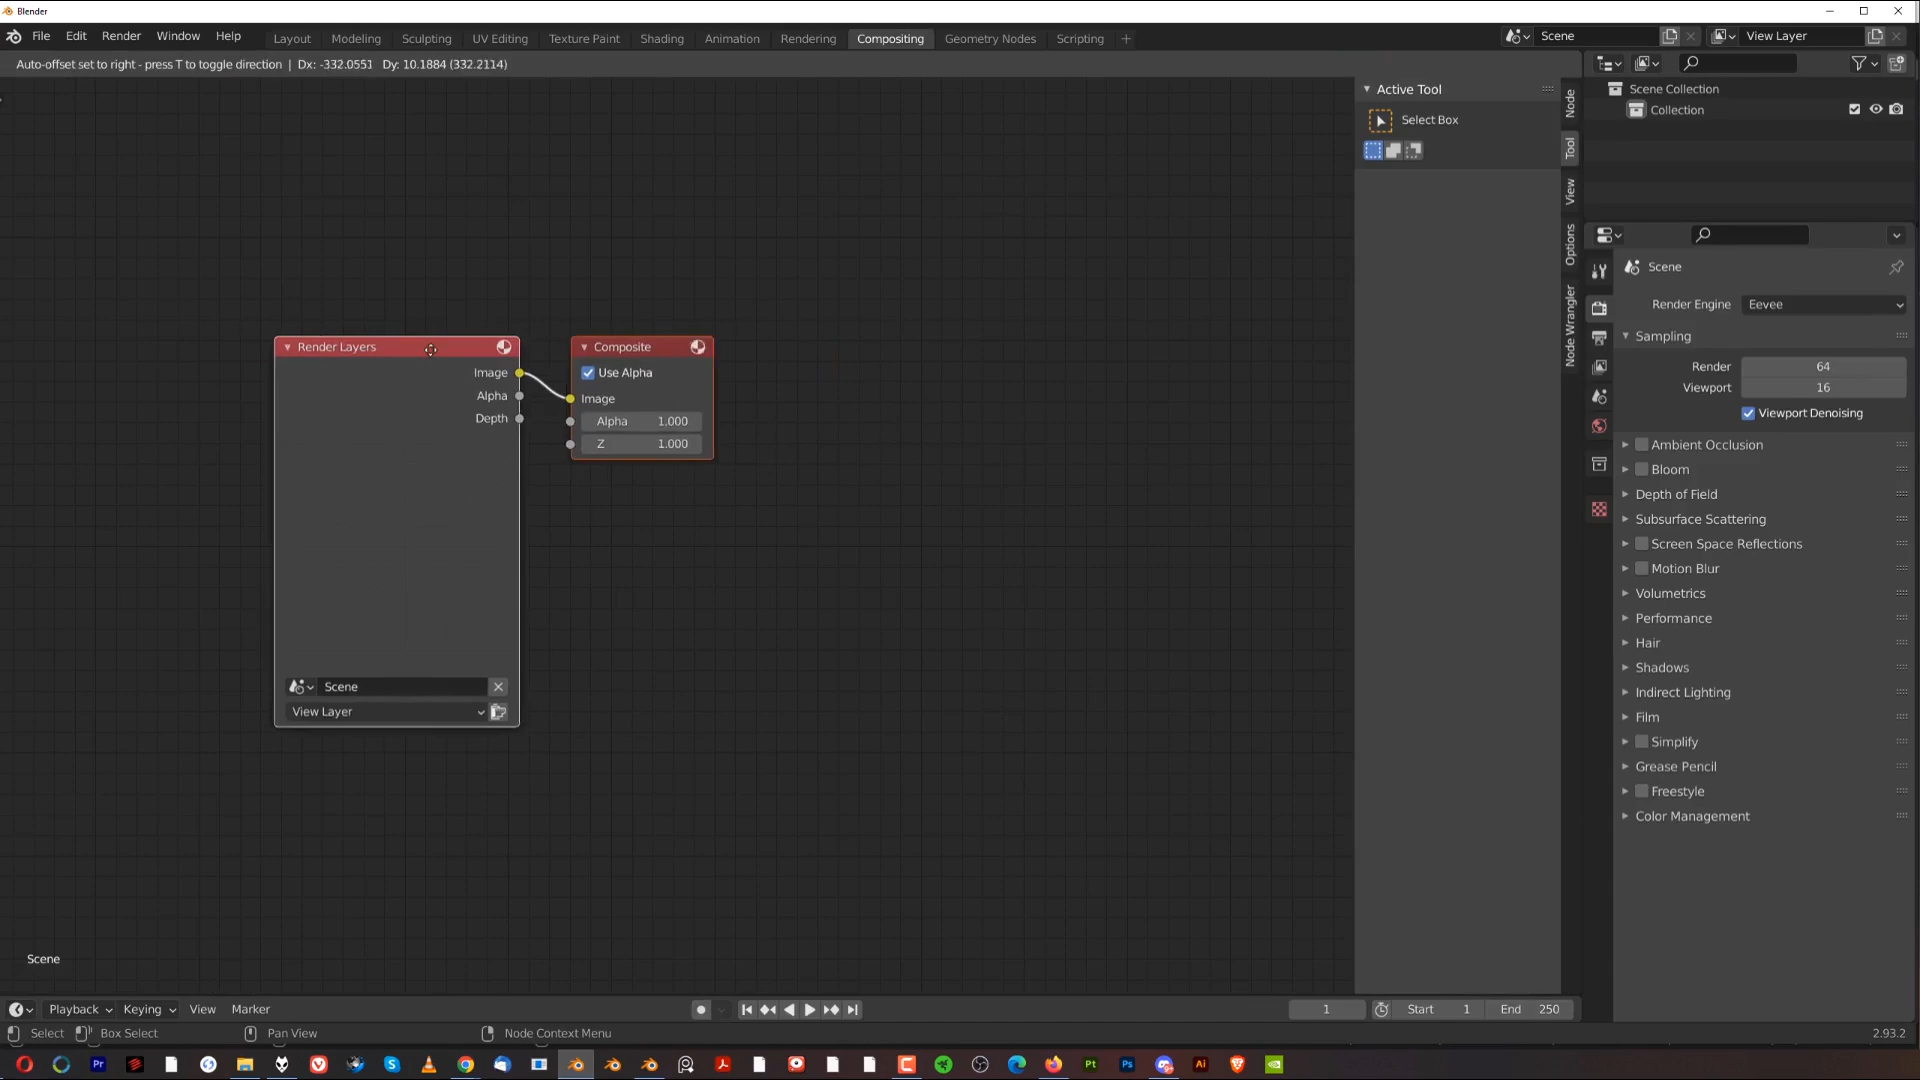 Blender
File Edit Render Window Help
Layout Modeling Sculpting UV Editing Texture Paint Shading Animation Rendering Compositing Geometry Nodes Scripting +
Scene View Layer
Auto-offset set to right - press T to toggle direction | Dx: -332.0551 Dy: 10.1884 (332.2114)
Active Tool
Select Box
Node
Tool
View
Options
Node Wrangler
Scene Collection
Collection
Scene
Render Engine Eevee
Sampling
Render 64
Viewport 16
Viewport Denoising
Ambient Occlusion
Bloom
Depth of Field
Subsurface Scattering
Screen Space Reflections
Motion Blur
Volumetrics
Performance
Hair
Shadows
Indirect Lighting
Film
Simplify
Grease Pencil
Freestyle
Color Management
Render Layers
Image
Alpha
Depth
Scene
View Layer
Composite
Use Alpha
Image
Alpha 1.000
Z 1.000
Scene
Playback Keying View Marker
1 Start 1 End 250
Select Box Select Pan View Node Context Menu
2.93.2
Pr
S
Pt
Ps
Ai